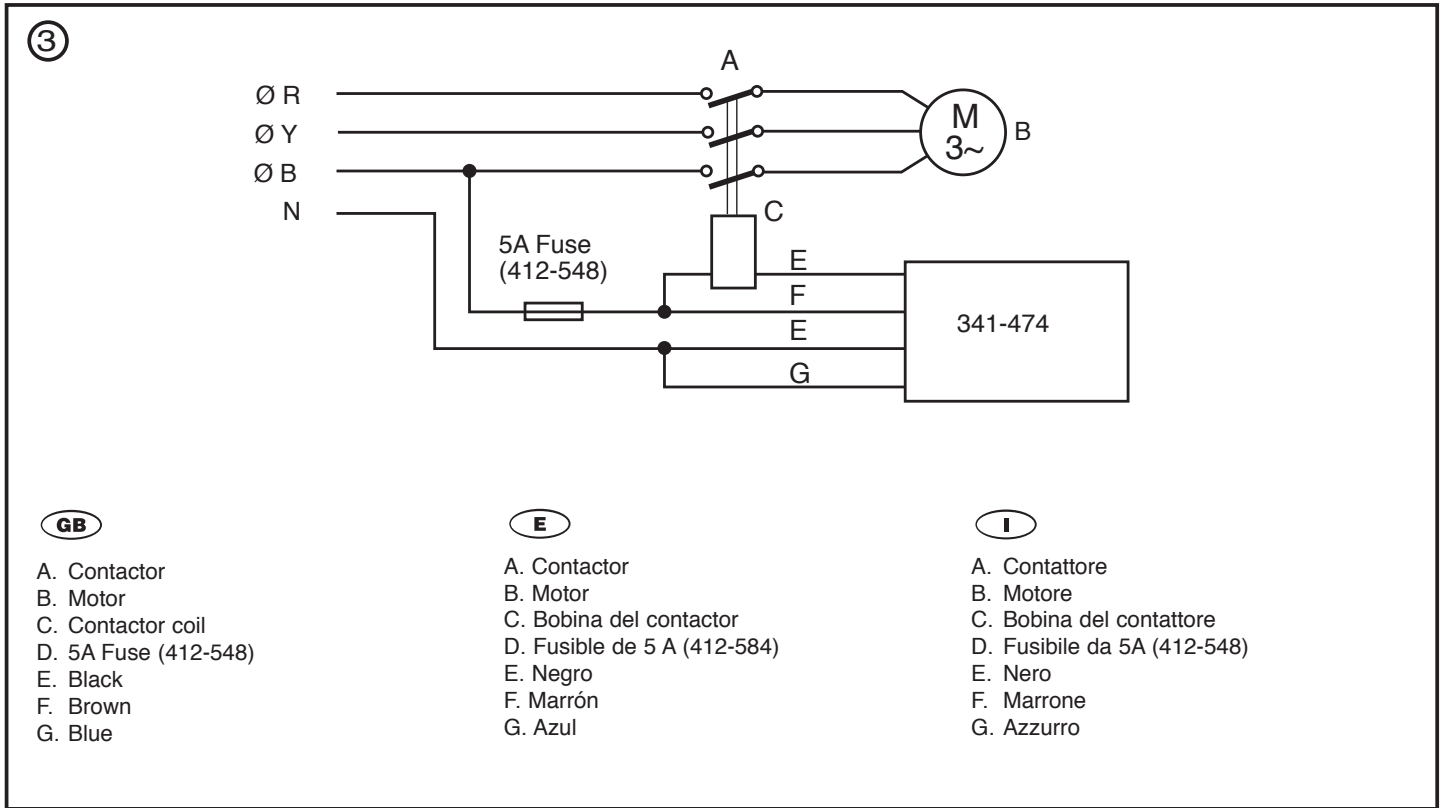 3
A
Ø R
Ø Y
Ø B
N
M
3~
B
C
5A Fuse
(412-548)
E
F
E
G
341-474
GB
A. Contactor
B. Motor
C. Contactor coil
D. 5A Fuse (412-548)
E. Black
F. Brown
G. Blue
E
A. Contactor
B. Motor
C. Bobina del contactor
D. Fusible de 5 A (412-584)
E. Negro
F. Marrón
G. Azul
I
A. Contattore
B. Motore
C. Bobina del contattore
D. Fusibile da 5A (412-548)
E. Nero
F. Marrone
G. Azzurro